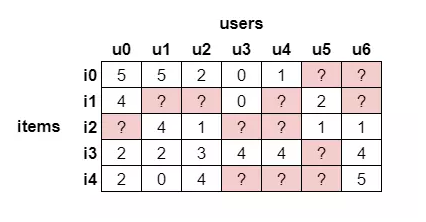 users
u0 u1 u2 u3 u4 u5 u6
i0 5 5 2 0 1 ? ?
i1 4 ? ? 0 ? 2 ?
items i2 ? 4 1 ? ? 1 1
i3 2 2 3 4 4 ? 4
i4 2 0 4 ? ? ? 5